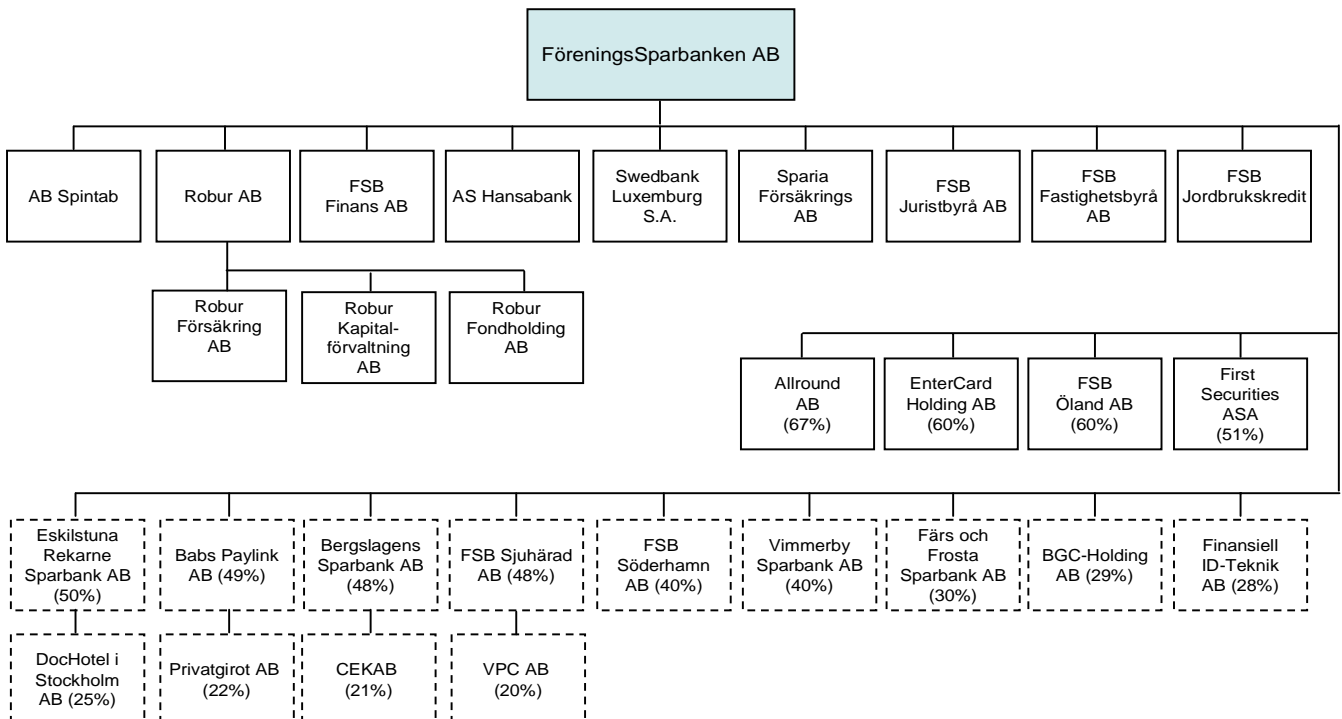 FöreningsSparbanken AB
AB Spintab
Robur AB
FSB
Finans AB
AS Hansabank
Swedbank
Luxemburg
S.A.
Sparia
Försäkrings
AB
FSB
Juristbyrå AB
FSB
Fastighetsbyrå
AB
FSB
Jordbrukskredit
Robur
Försäkring
AB
Robur
Kapital-
förvaltning
AB
Robur
Fondholding
AB
Allround
AB
(67%)
EnterCard
Holding AB
(60%)
FSB
Öland AB
(60%)
First
Securities
ASA
(51%)
Eskilstuna
Rekarne
Sparbank AB
(50%)
Babs Paylink
AB (49%)
Bergslagens
Sparbank AB
(48%)
FSB Sjuhärad
AB (48%)
FSB
Söderhamn
AB (40%)
Vimmerby
Sparbank AB
(40%)
Färs och
Frosta
Sparbank AB
(30%)
BGC-Holding
AB (29%)
Finansiell
ID-Teknik
AB (28%)
DocHotel i
Stockholm
AB (25%)
Privatgirot AB
(22%)
CEKAB
(21%)
VPC AB
(20%)